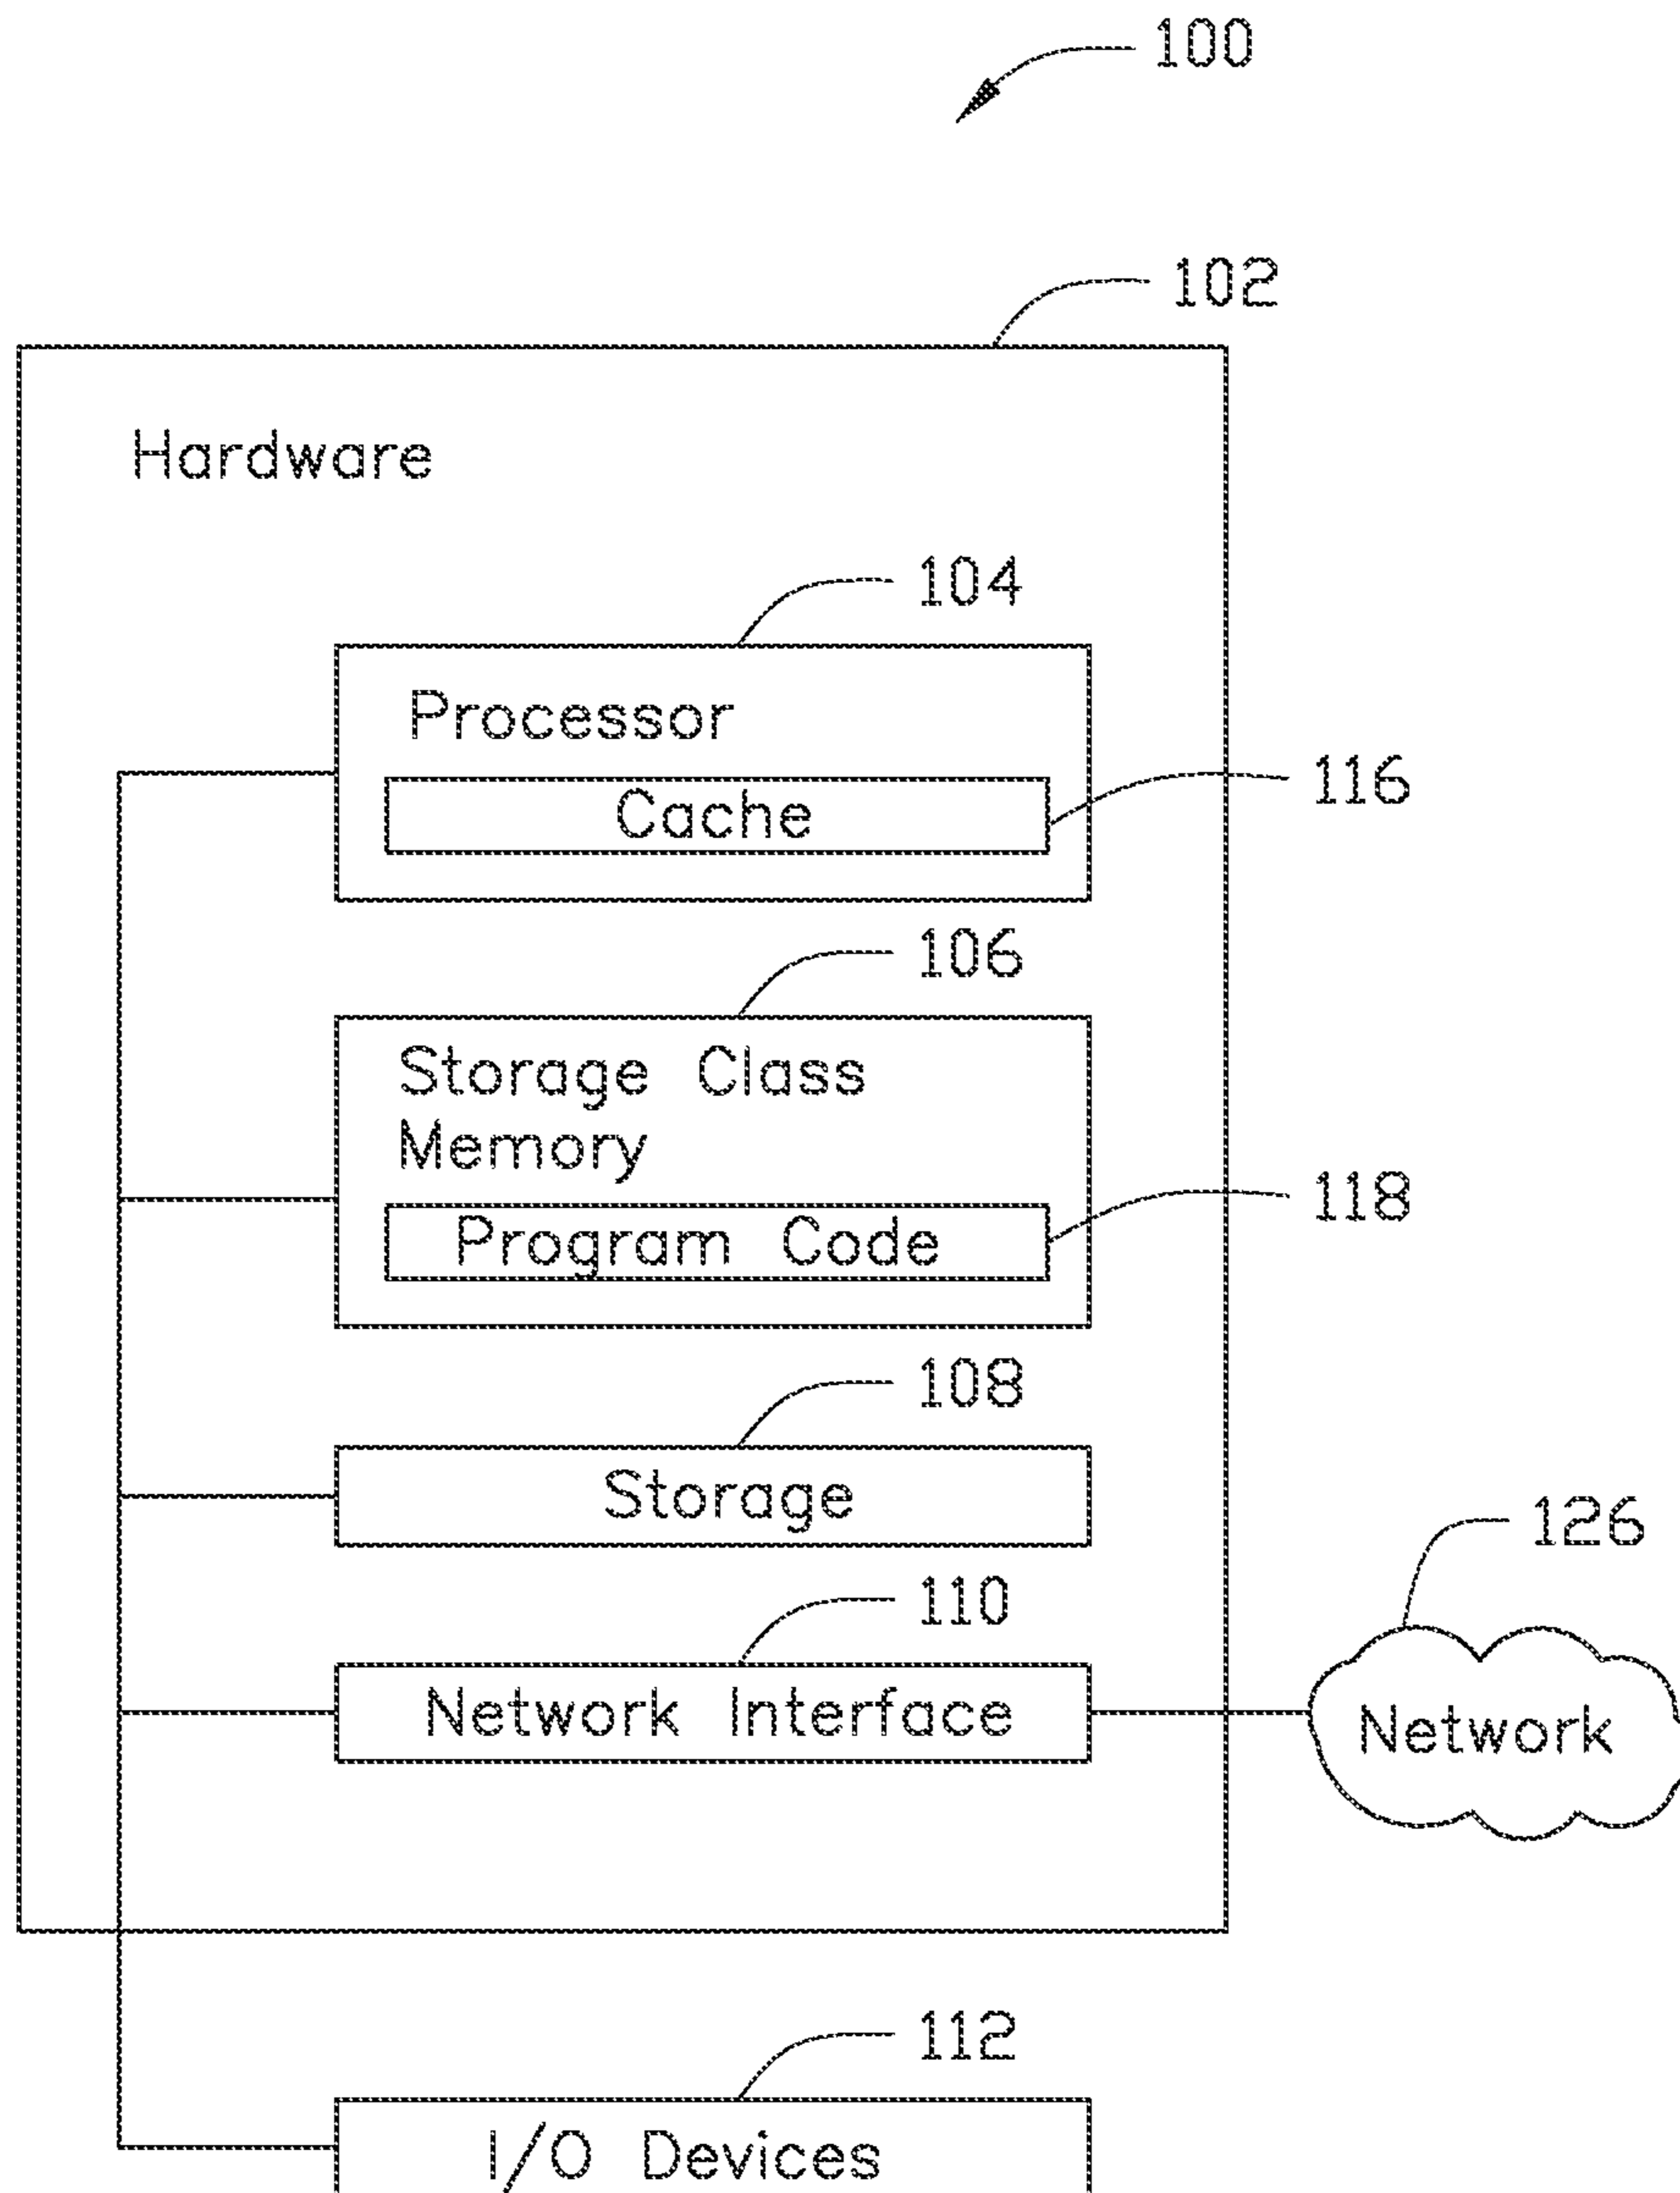 100
102
Hardware
104
Processor
Cache
116
106
Storage Class
Memory
Program Code
118
108
Storage
126
110
Network Interface
Network
112
I/O Devices